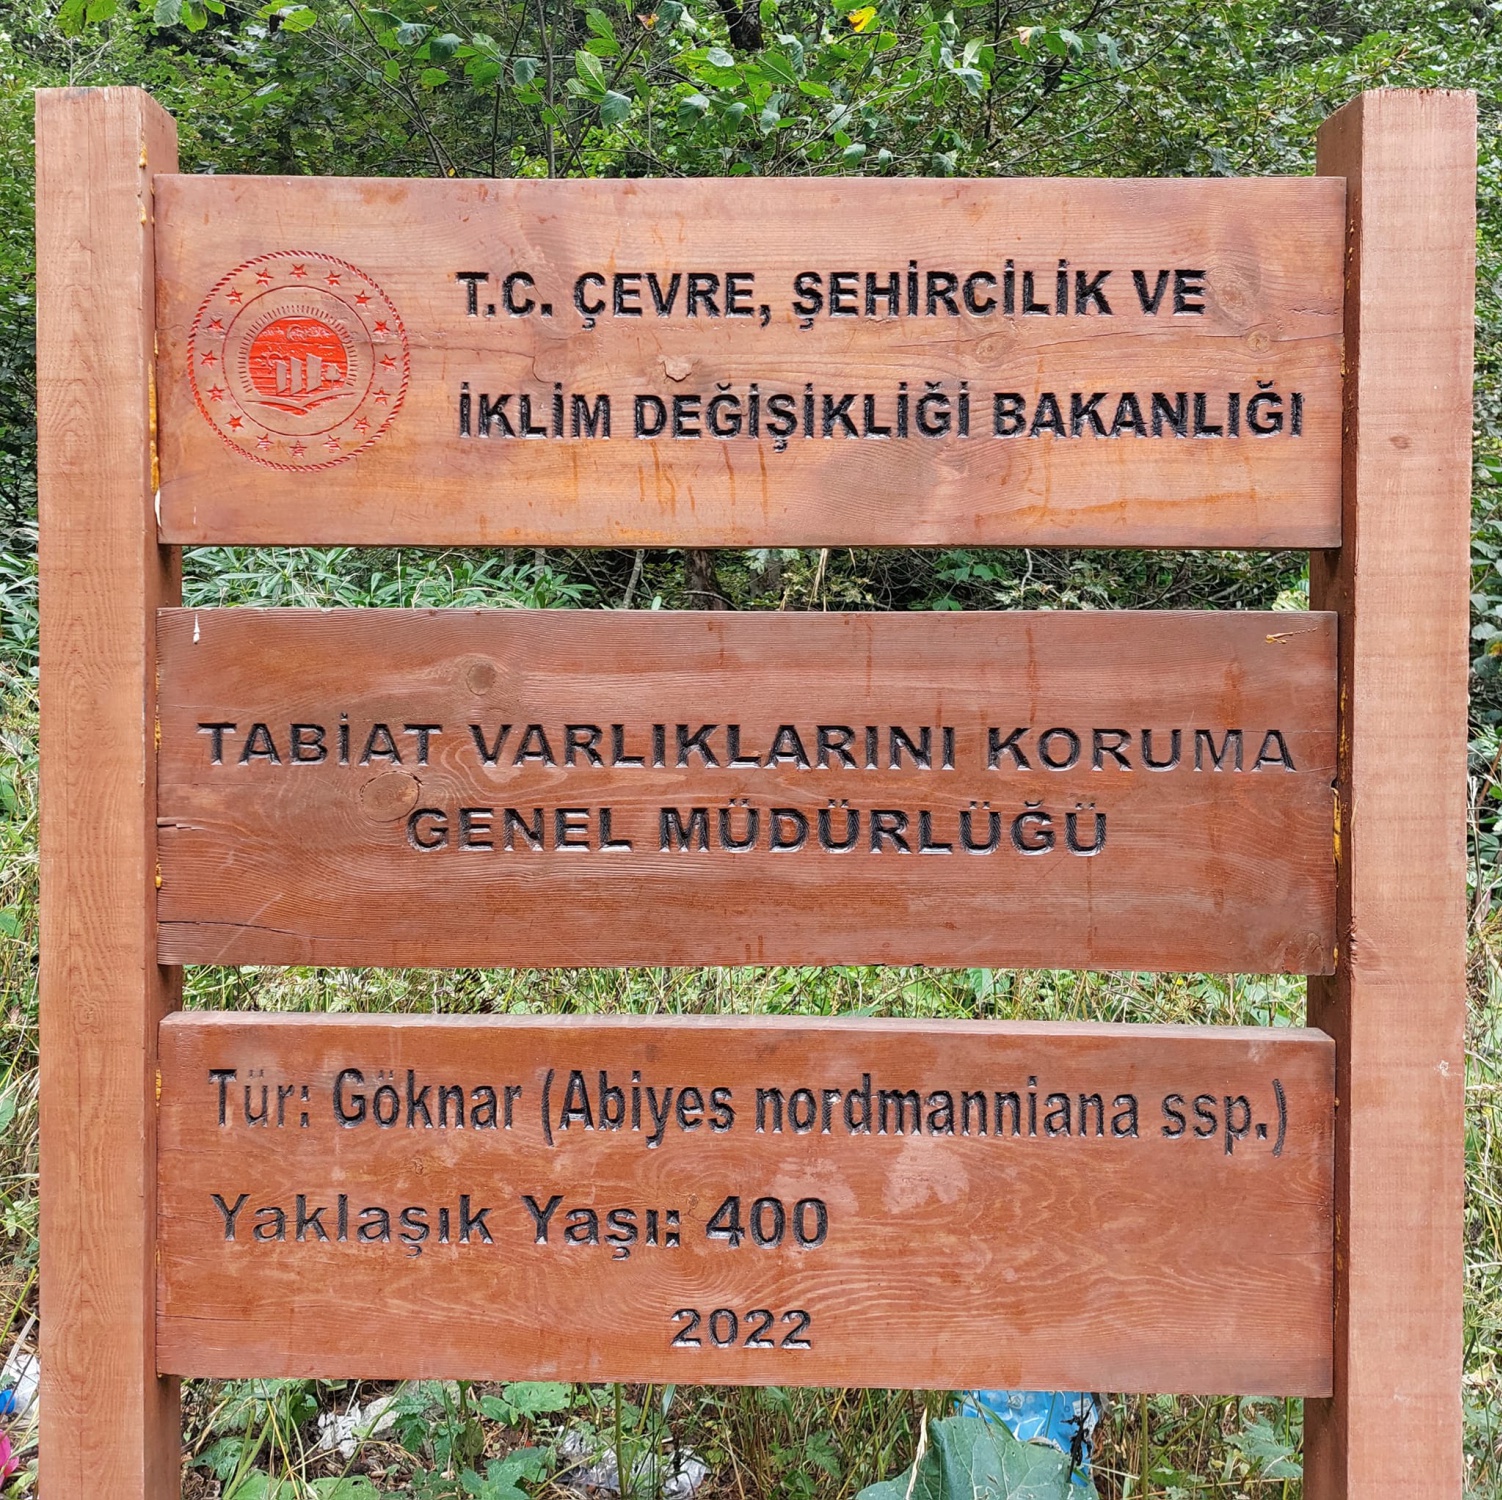 T.C. ÇEVRE, ŞEHİRCİLİK VE
İKLİM DEĞİŞİKLİĞİ BAKANLIĞI
TABİAT VARLIKLARINI KORUMA
GENEL MÜDÜRLÜĞÜ
Tür: Göknar (Abiyes nordmanniana ssp.)
Yaklaşık Yaşı: 400
2022